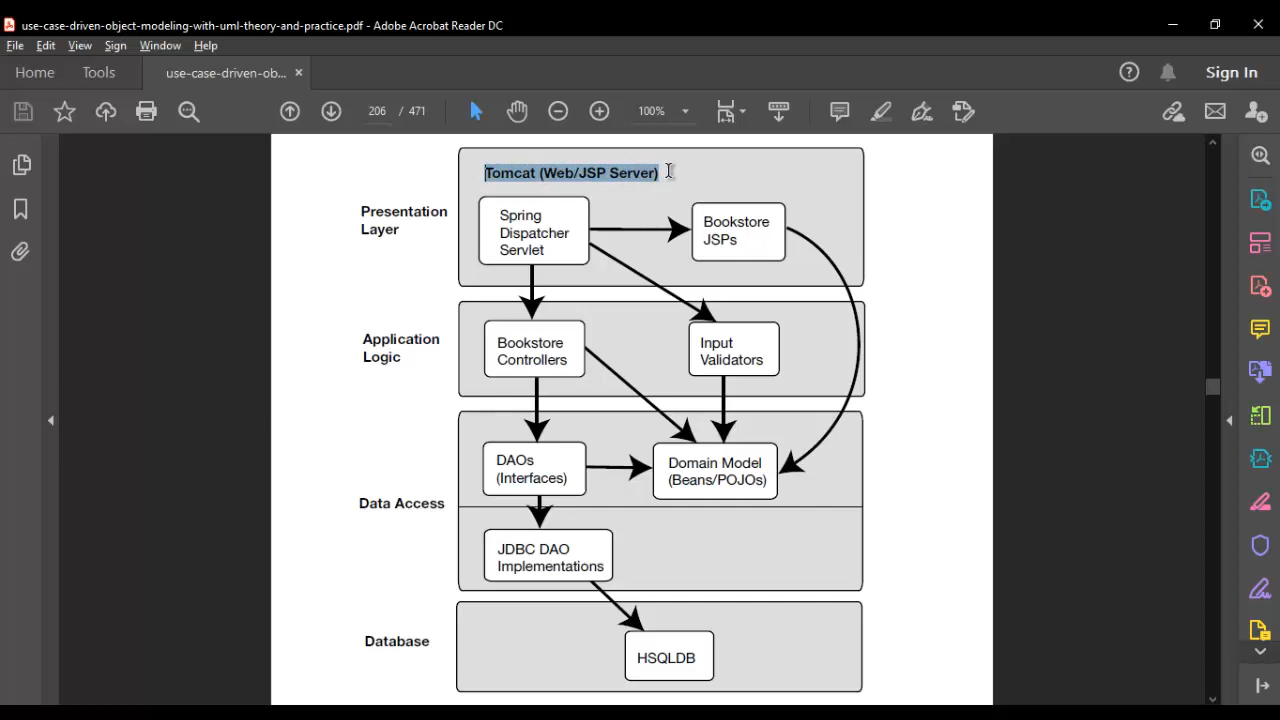 use-case-driven-object-modeling-with-uml-theory-and-practice.pdf - Adobe Acrobat Reader DC
File Edit View Sign Window Help
Home Tools use-case-driven-ob... × Sign In
206 / 471 100%
Tomcat (Web/JSP Server)
Presentation
Layer
Spring
Dispatcher
Servlet
Bookstore
JSPs
Application
Logic
Bookstore
Controllers
Input
Validators
Data Access
DAOs
(Interfaces)
Domain Model
(Beans/POJOs)
JDBC DAO
Implementations
Database
HSQLDB